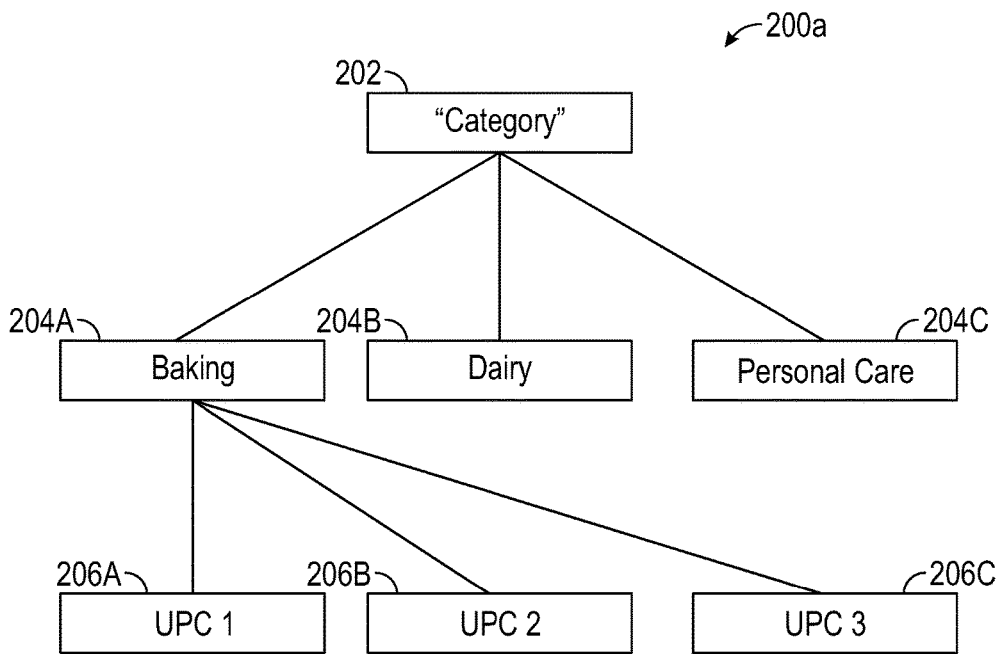 200a
202
“Category”
204A
204B
204C
Baking
Dairy
Personal Care
206A
206B
206C
UPC 1
UPC 2
UPC 3